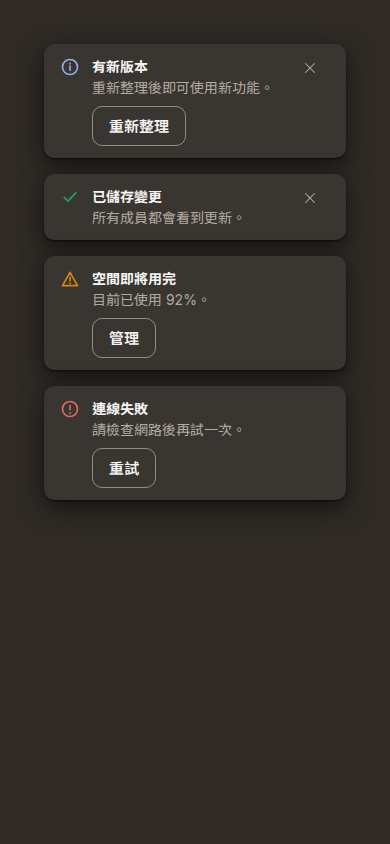 有新版本
重新整理後即可使用新功能。
重新整理
已儲存變更
所有成員都會看到更新。
空間即將用完
目前已使用 92%。
管理
連線失敗
請檢查網路後再試一次。
重試